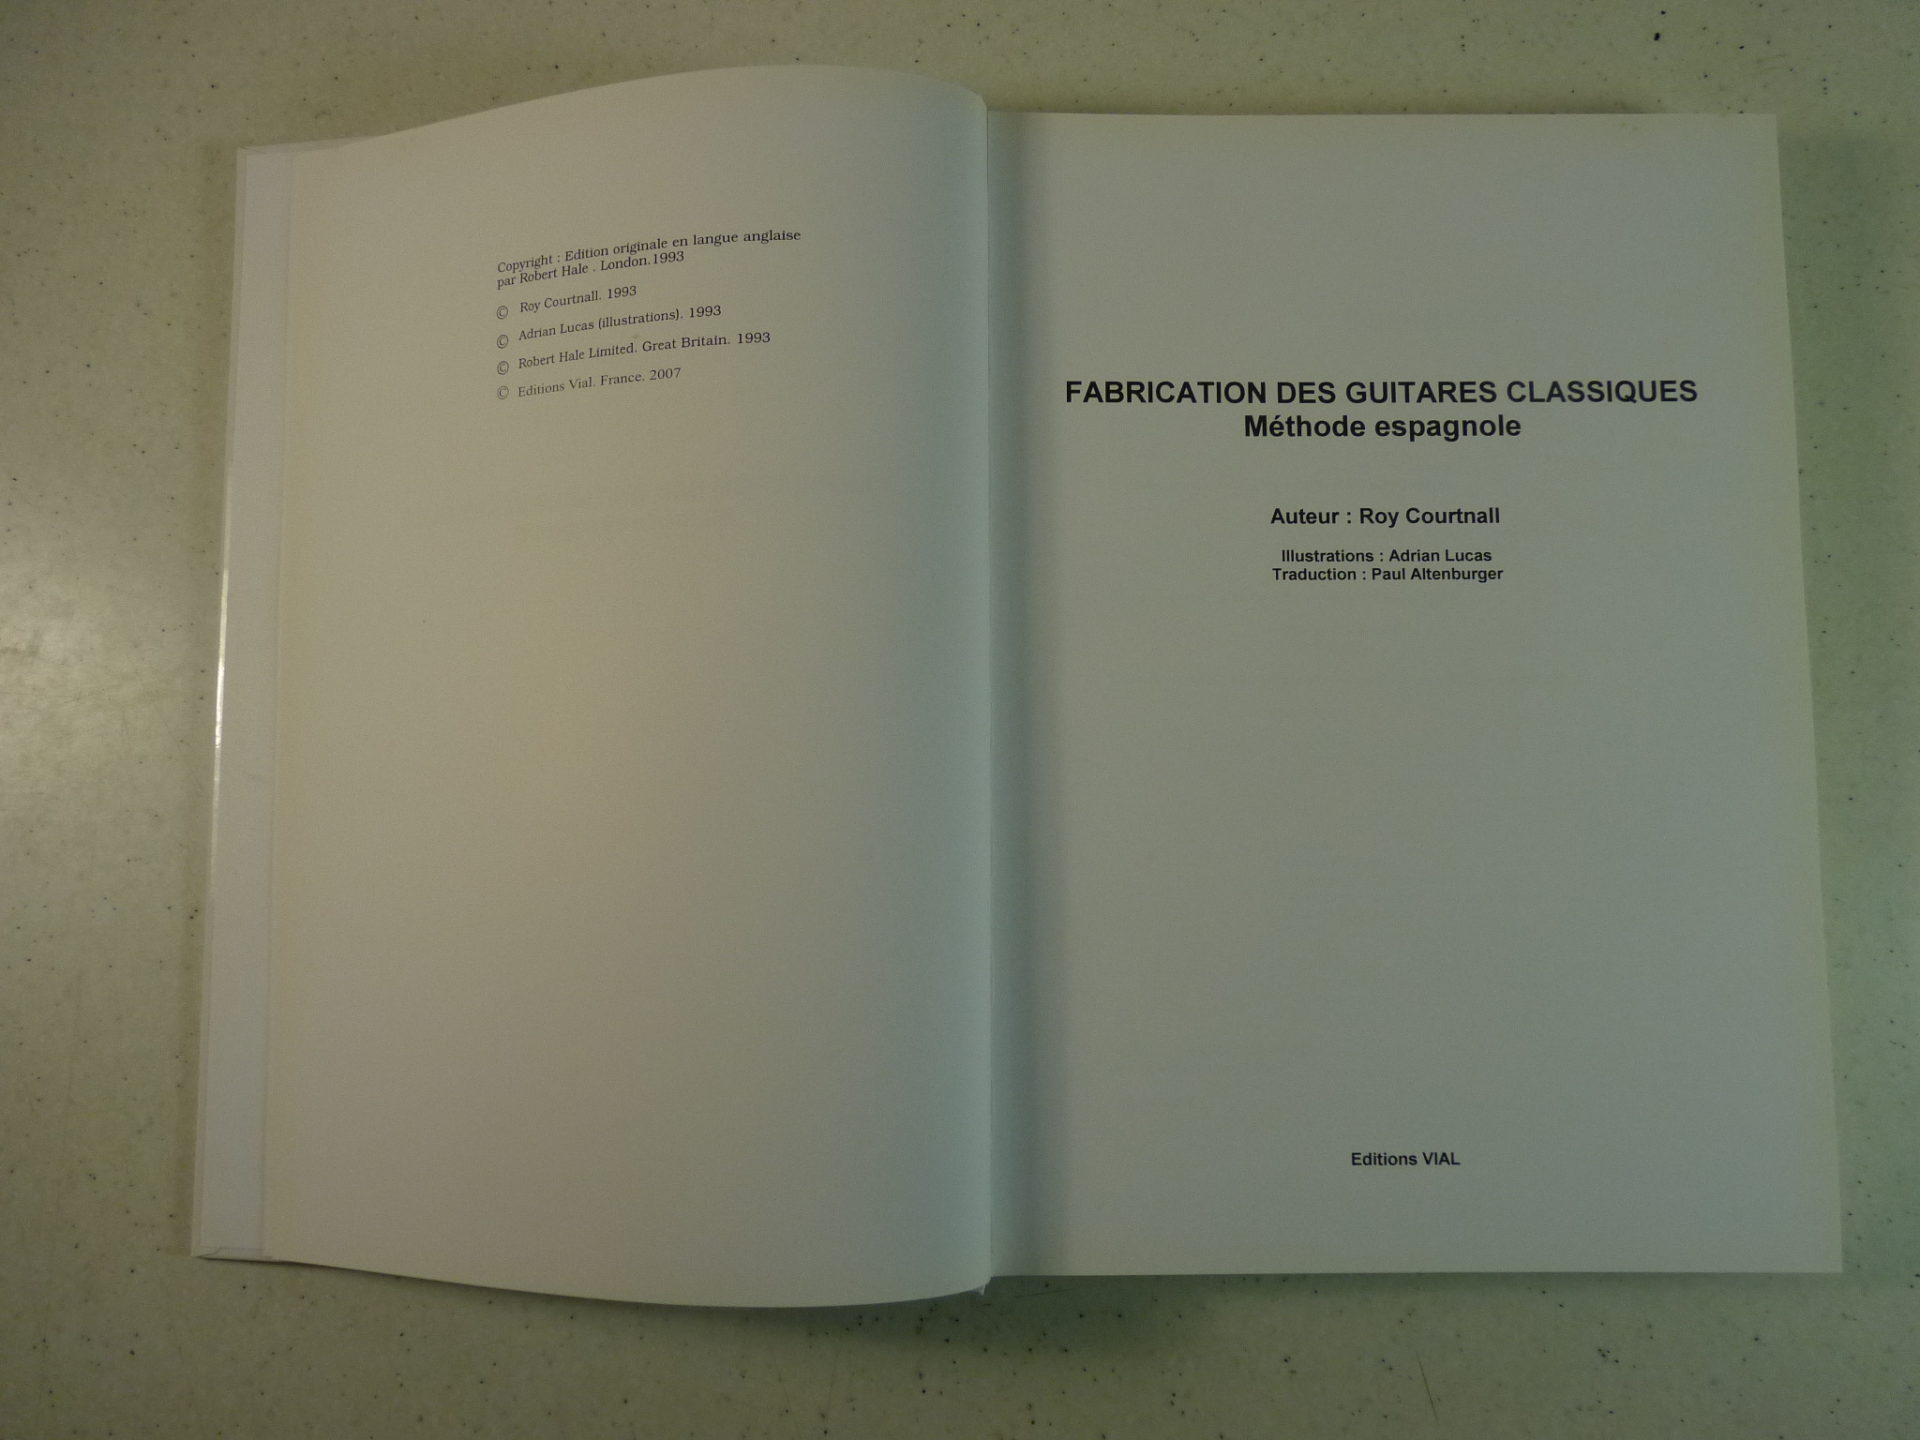 Copyright : Edition originale en langue anglaise
par Robert Hale . London.1993
© Roy Courtnall. 1993
© Adrian Lucas (illustrations). 1993
© Robert Hale Limited. Great Britain. 1993
© Editions Vial. France. 2007
FABRICATION DES GUITARES CLASSIQUES
Méthode espagnole
Auteur : Roy Courtnall
Illustrations : Adrian Lucas
Traduction : Paul Altenburger
Editions VIAL